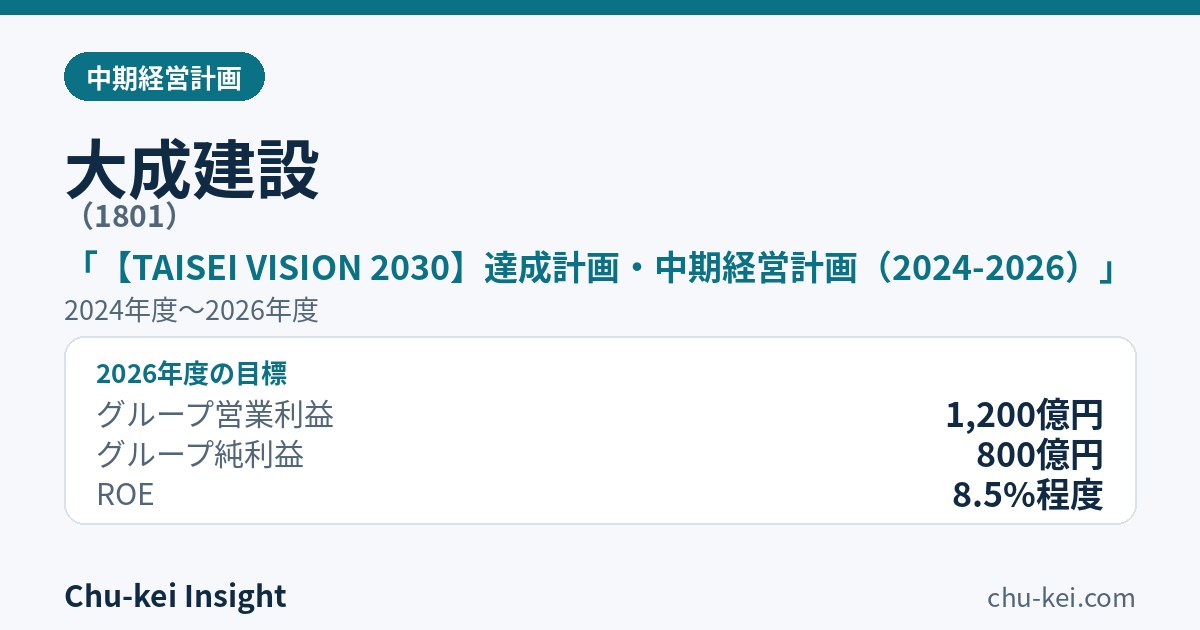 中期経営計画
大成建設
（1801）
「【TAISEI VISION 2030】達成計画・中期経営計画（2024-2026）」
2024年度〜2026年度
2026年度の目標
グループ営業利益 1,200億円
グループ純利益 800億円
ROE 8.5%程度
Chu-kei Insight chu-kei.com